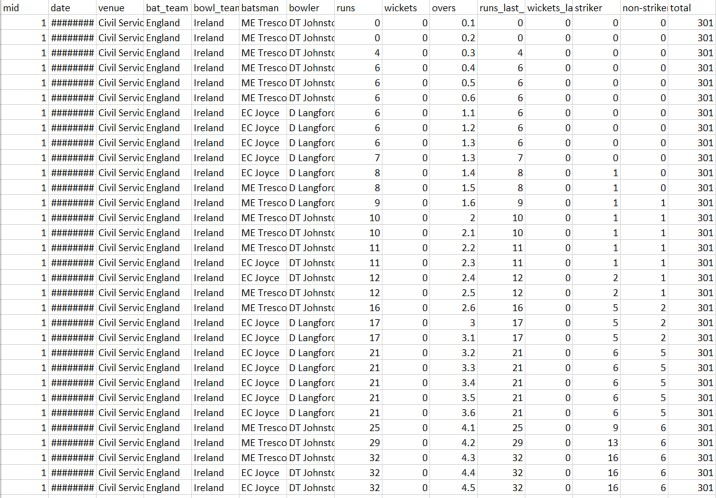 mid date venue bat_team bowl_team batsman bowler runs wickets overs runs_last_ wickets_la striker non-striker total
1 ######## Civil Servic England Ireland ME Tresco DT Johnsto 0 0 0.1 0 0 0 0 301
1 ######## Civil Servic England Ireland ME Tresco DT Johnsto 0 0 0.2 0 0 0 0 301
1 ######## Civil Servic England Ireland ME Tresco DT Johnsto 4 0 0.3 4 0 0 0 301
1 ######## Civil Servic England Ireland ME Tresco DT Johnsto 6 0 0.4 6 0 0 0 301
1 ######## Civil Servic England Ireland ME Tresco DT Johnsto 6 0 0.5 6 0 0 0 301
1 ######## Civil Servic England Ireland ME Tresco DT Johnsto 6 0 0.6 6 0 0 0 301
1 ######## Civil Servic England Ireland EC Joyce D Langford 6 0 1.1 6 0 0 0 301
1 ######## Civil Servic England Ireland EC Joyce D Langford 6 0 1.2 6 0 0 0 301
1 ######## Civil Servic England Ireland EC Joyce D Langford 6 0 1.3 6 0 0 0 301
1 ######## Civil Servic England Ireland EC Joyce D Langford 7 0 1.3 7 0 0 0 301
1 ######## Civil Servic England Ireland EC Joyce D Langford 8 0 1.4 8 0 1 0 301
1 ######## Civil Servic England Ireland ME Tresco D Langford 8 0 1.5 8 0 1 0 301
1 ######## Civil Servic England Ireland ME Tresco D Langford 9 0 1.6 9 0 1 1 301
1 ######## Civil Servic England Ireland ME Tresco DT Johnsto 10 0 2 10 0 1 1 301
1 ######## Civil Servic England Ireland ME Tresco DT Johnsto 10 0 2.1 10 0 1 1 301
1 ######## Civil Servic England Ireland ME Tresco DT Johnsto 11 0 2.2 11 0 1 1 301
1 ######## Civil Servic England Ireland EC Joyce DT Johnsto 11 0 2.3 11 0 1 1 301
1 ######## Civil Servic England Ireland EC Joyce DT Johnsto 12 0 2.4 12 0 2 1 301
1 ######## Civil Servic England Ireland ME Tresco DT Johnsto 12 0 2.5 12 0 2 1 301
1 ######## Civil Servic England Ireland ME Tresco DT Johnsto 16 0 2.6 16 0 5 2 301
1 ######## Civil Servic England Ireland EC Joyce D Langford 17 0 3 17 0 5 2 301
1 ######## Civil Servic England Ireland EC Joyce D Langford 17 0 3.1 17 0 5 2 301
1 ######## Civil Servic England Ireland EC Joyce D Langford 21 0 3.2 21 0 6 5 301
1 ######## Civil Servic England Ireland EC Joyce D Langford 21 0 3.3 21 0 6 5 301
1 ######## Civil Servic England Ireland EC Joyce D Langford 21 0 3.4 21 0 6 5 301
1 ######## Civil Servic England Ireland EC Joyce D Langford 21 0 3.5 21 0 6 5 301
1 ######## Civil Servic England Ireland EC Joyce D Langford 21 0 3.6 21 0 6 5 301
1 ######## Civil Servic England Ireland ME Tresco DT Johnsto 25 0 4.1 25 0 9 6 301
1 ######## Civil Servic England Ireland ME Tresco DT Johnsto 29 0 4.2 29 0 13 6 301
1 ######## Civil Servic England Ireland ME Tresco DT Johnsto 32 0 4.3 32 0 16 6 301
1 ######## Civil Servic England Ireland EC Joyce DT Johnsto 32 0 4.4 32 0 16 6 301
1 ######## Civil Servic England Ireland EC Joyce DT Johnsto 32 0 4.5 32 0 16 6 301